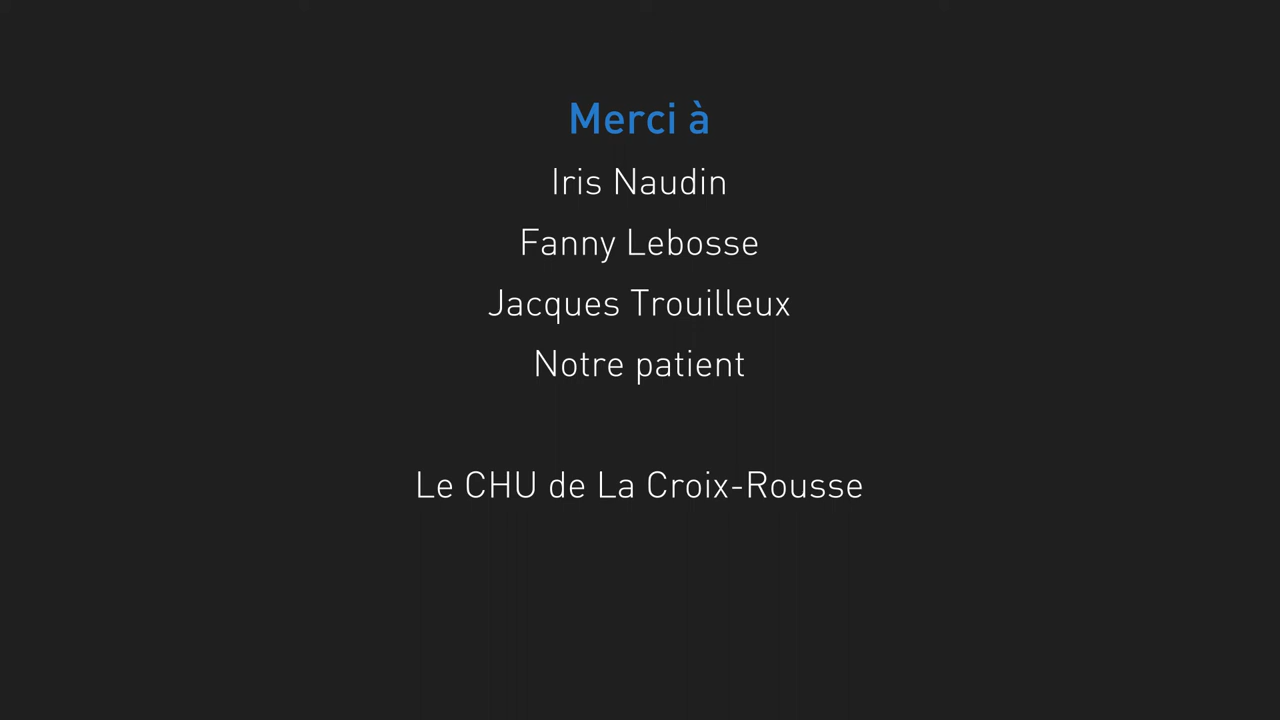 Merci à
Iris Naudin
Fanny Lebosse
Jacques Trouilleux
Notre patient
Le CHU de La Croix-Rousse